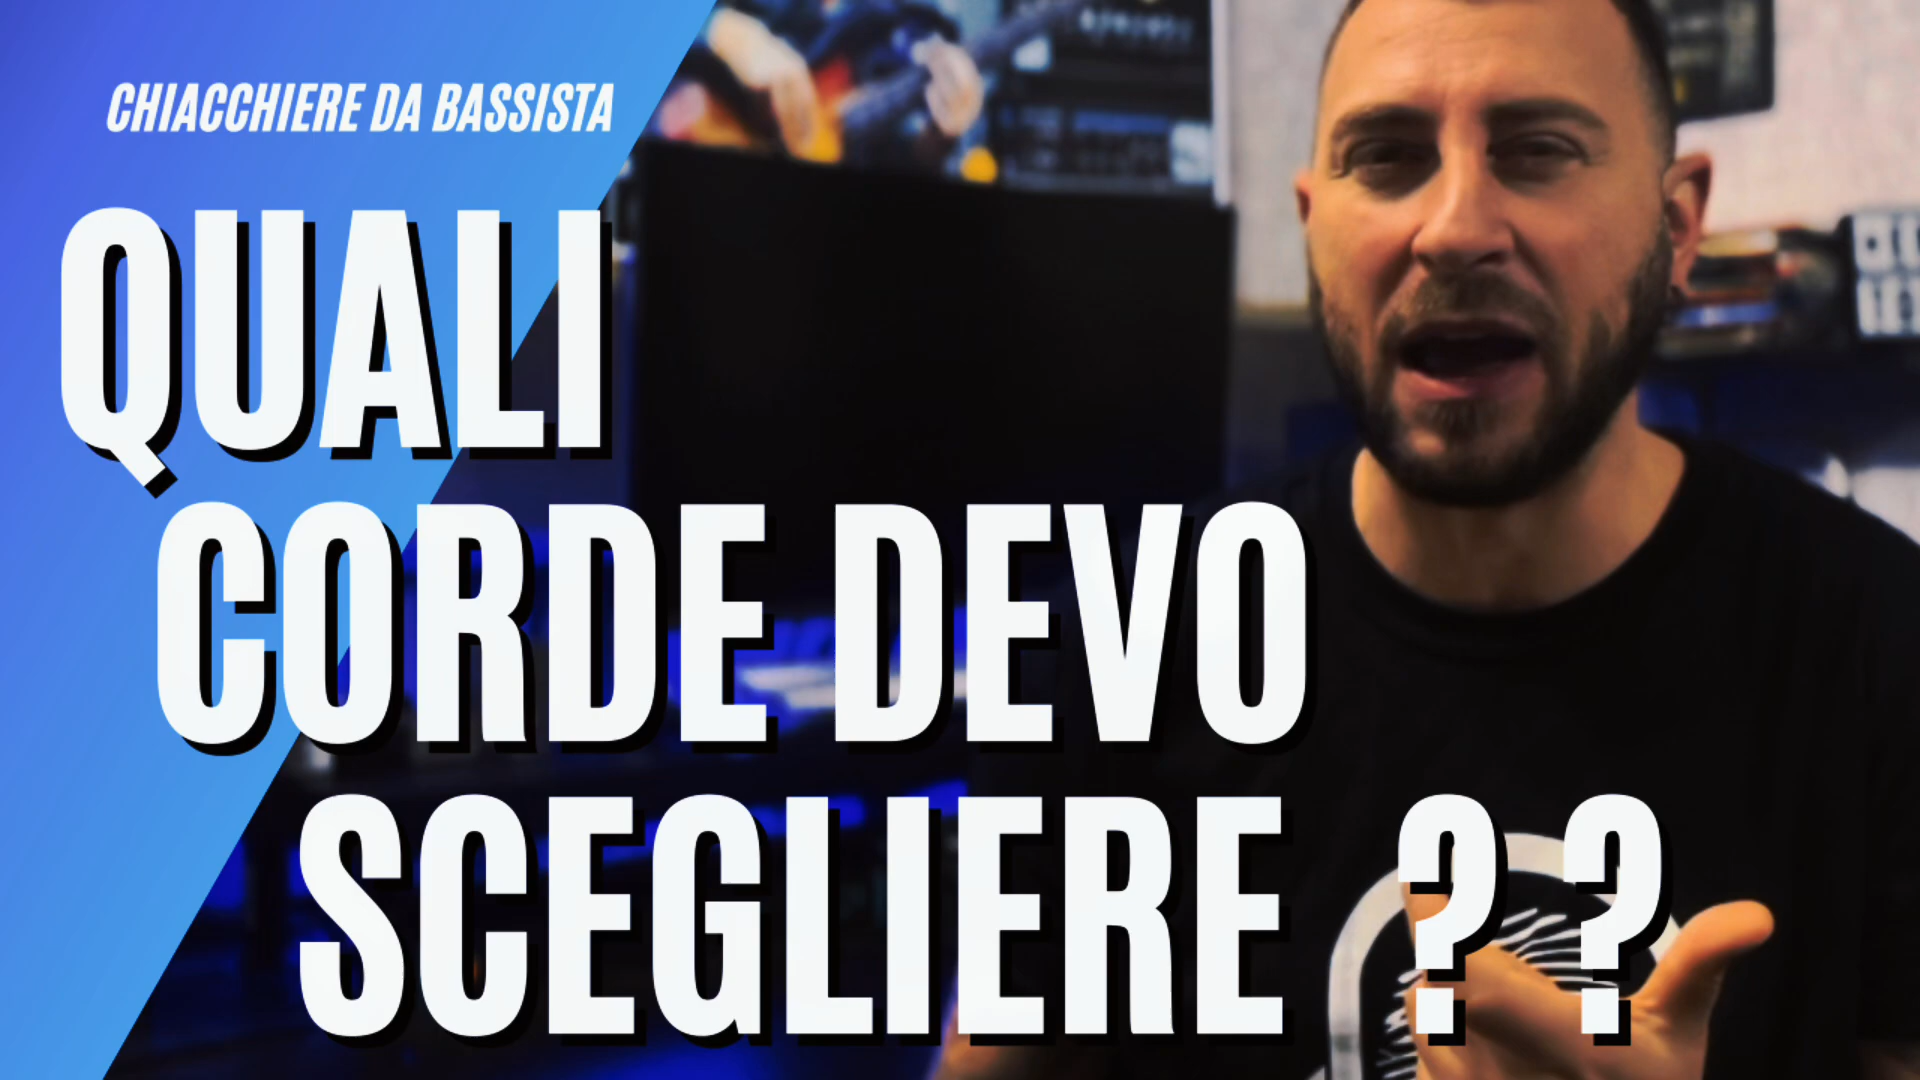 CHIACCHIERE DA BASSISTA
QUALI
CORDE DEVO
SCEGLIERE ??